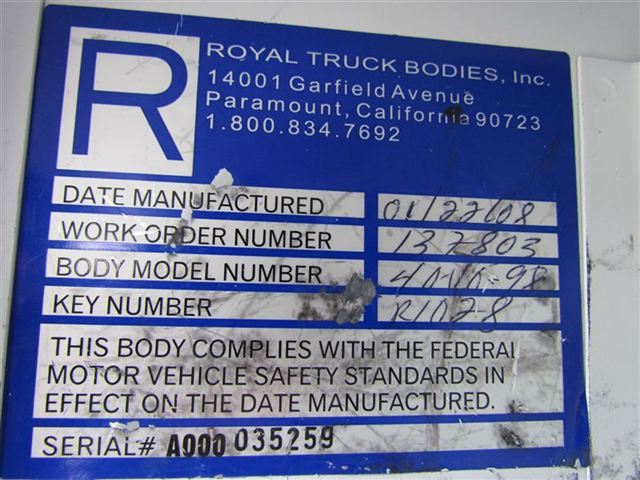 R
ROYAL TRUCK BODIES, Inc.
14001 Garfield Avenue
Paramount, California 90723
1.800.834.7692
DATE MANUFACTURED 01/22/08
WORK ORDER NUMBER 137803
BODY MODEL NUMBER
KEY NUMBER
THIS BODY COMPLIES WITH THE FEDERAL
MOTOR VEHICLE SAFETY STANDARDS IN
EFFECT ON THE DATE MANUFACTURED.
SERIAL# A000 035259